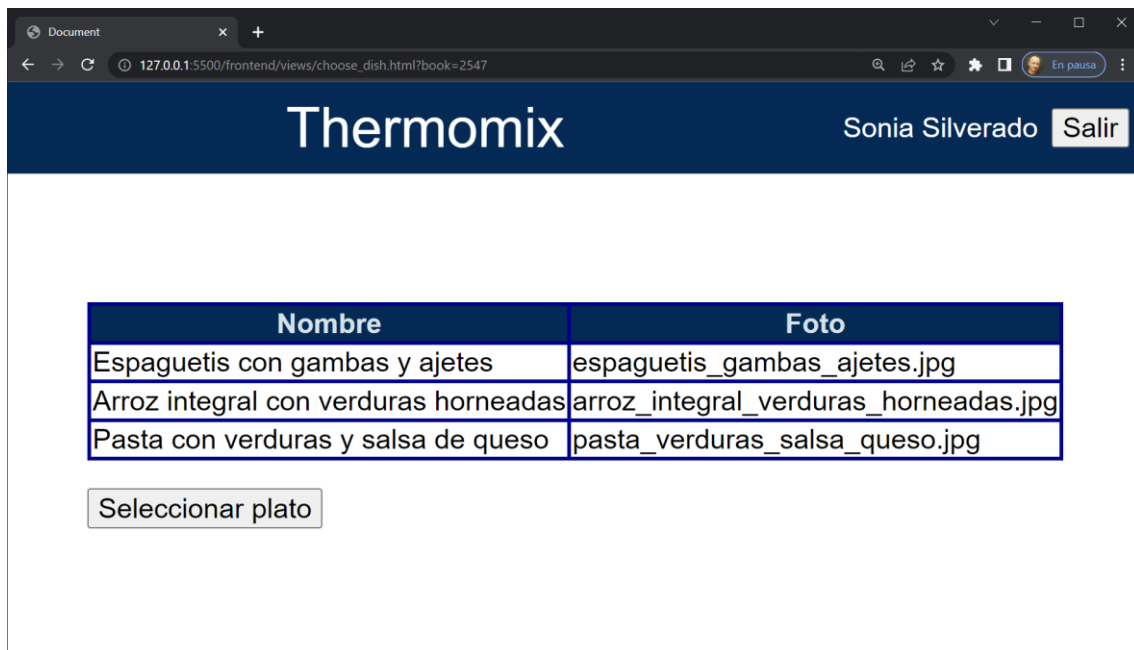 Document
127.0.0.1:5500/frontend/views/choose_dish.html?book=2547
En pausa
Thermomix
Sonia Silverado Salir
Nombre Foto
Espaguetis con gambas y ajetes espaguetis_gambas_ajetes.jpg
Arroz integral con verduras horneadas arroz_integral_verduras_horneadas.jpg
Pasta con verduras y salsa de queso pasta_verduras_salsa_queso.jpg
Seleccionar plato